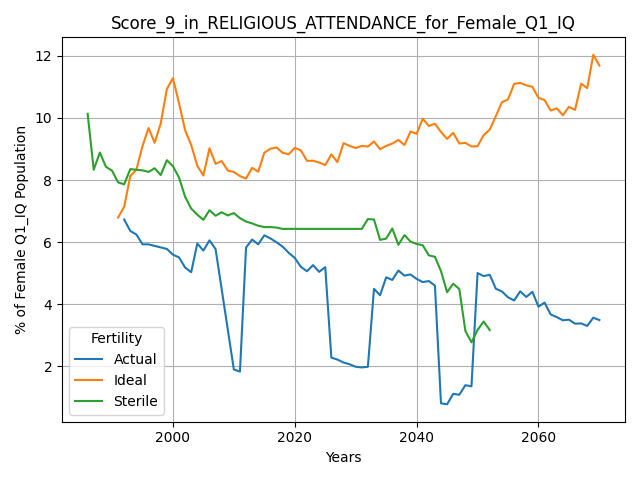 Score_9_in_RELIGIOUS_ATTENDANCE_for_Female_Q1_IQ
% of Female Q1_IQ Population
12
10
8
6
4
2
Fertility
Actual
Ideal
Sterile
2000
2020
2040
2060
Years